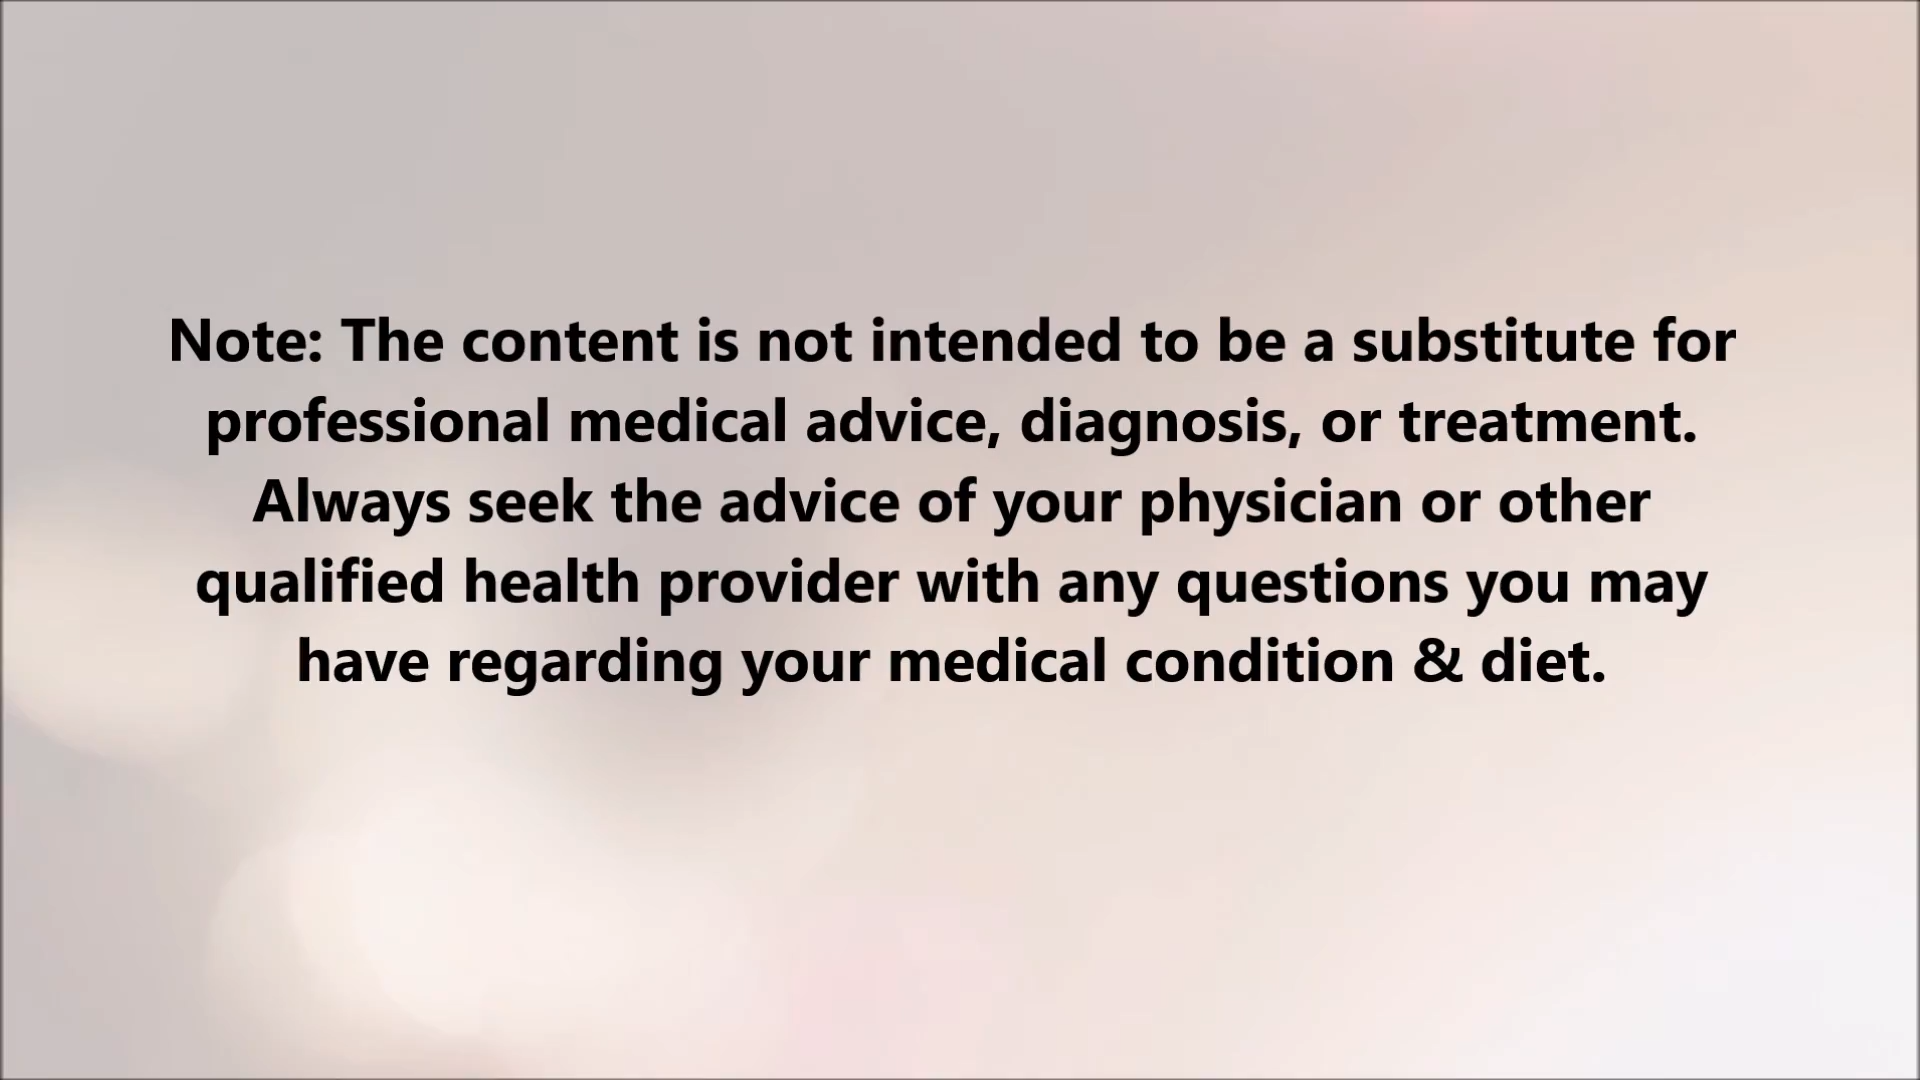 Note: The content is not intended to be a substitute for
professional medical advice, diagnosis, or treatment.
Always seek the advice of your physician or other
qualified health provider with any questions you may
have regarding your medical condition & diet.